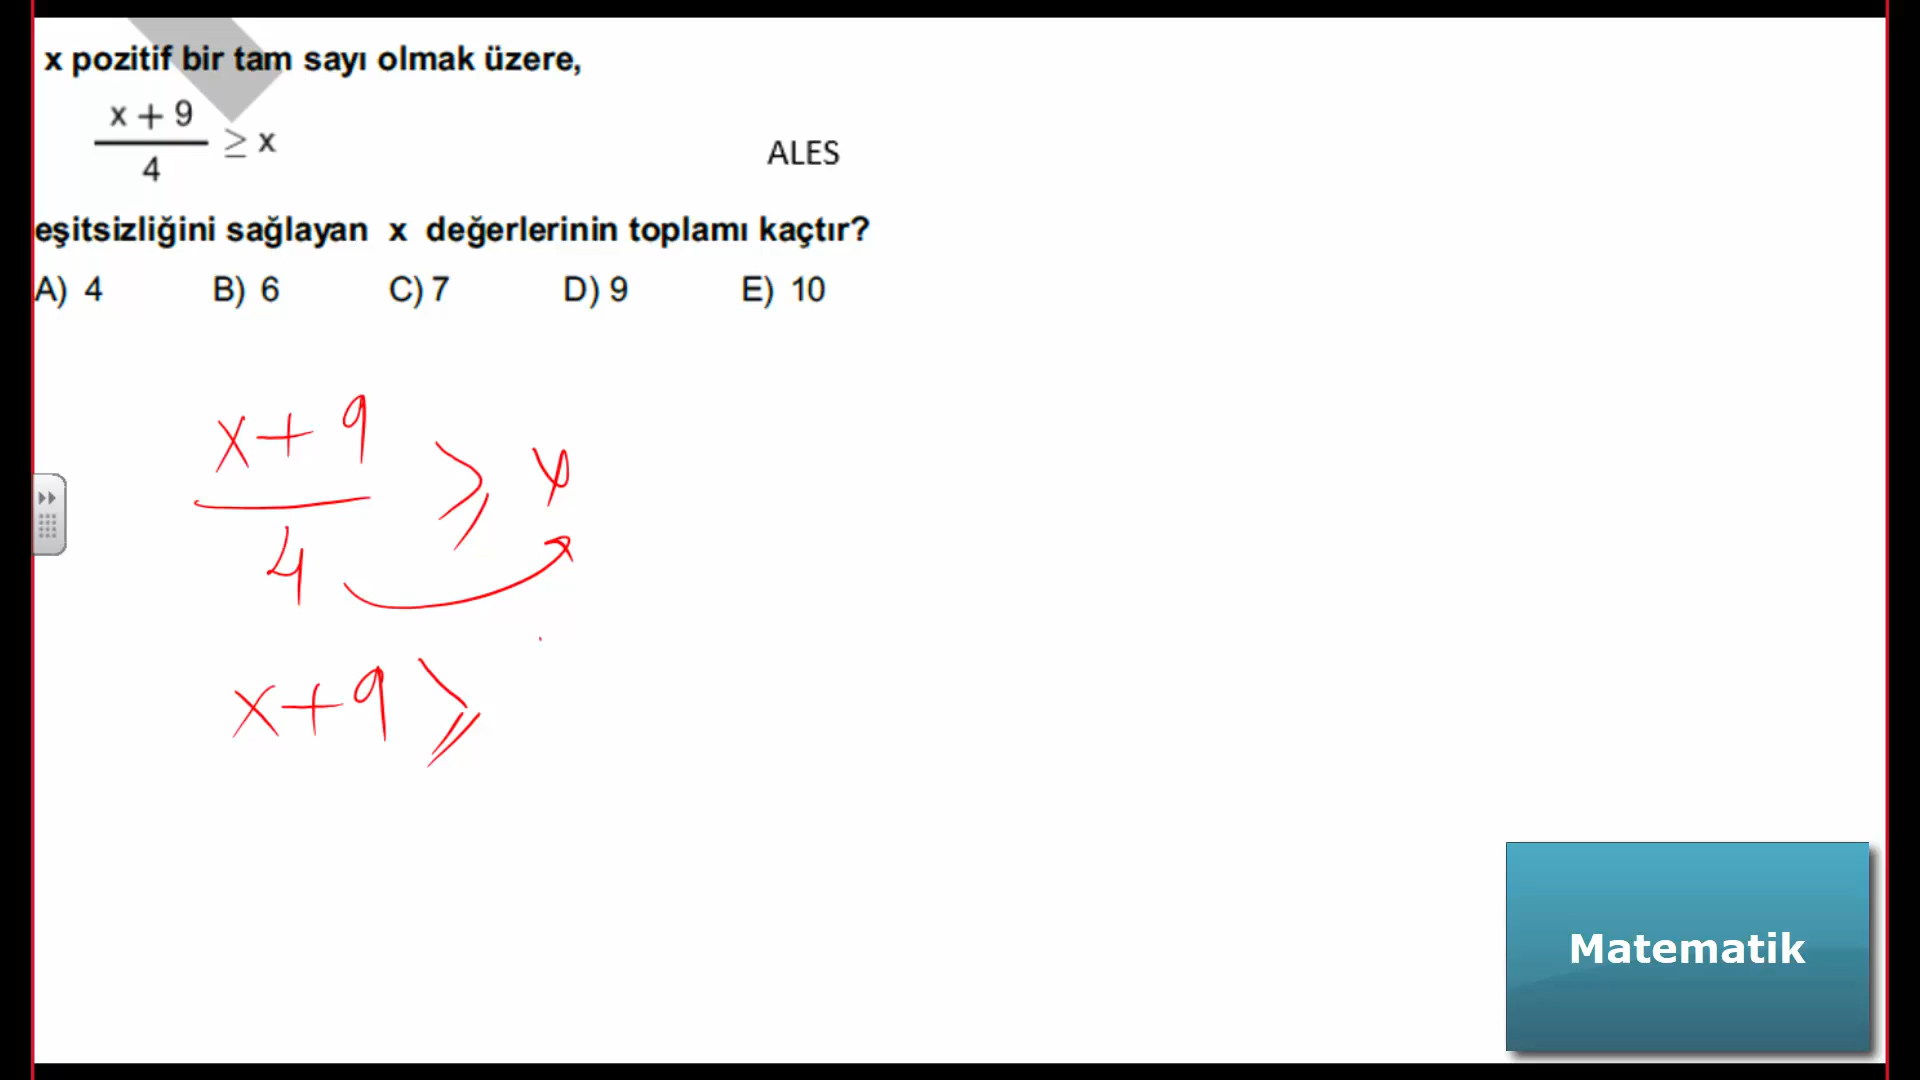 x pozitif bir tam sayı olmak üzere,
x + 9
4
≥ x
ALES
eşitsizliğini sağlayan x değerlerinin toplamı kaçtır?
A) 4 B) 6 C) 7 D) 9 E) 10
x + 9
4
≥ x
x + 9 ≥
Matematik